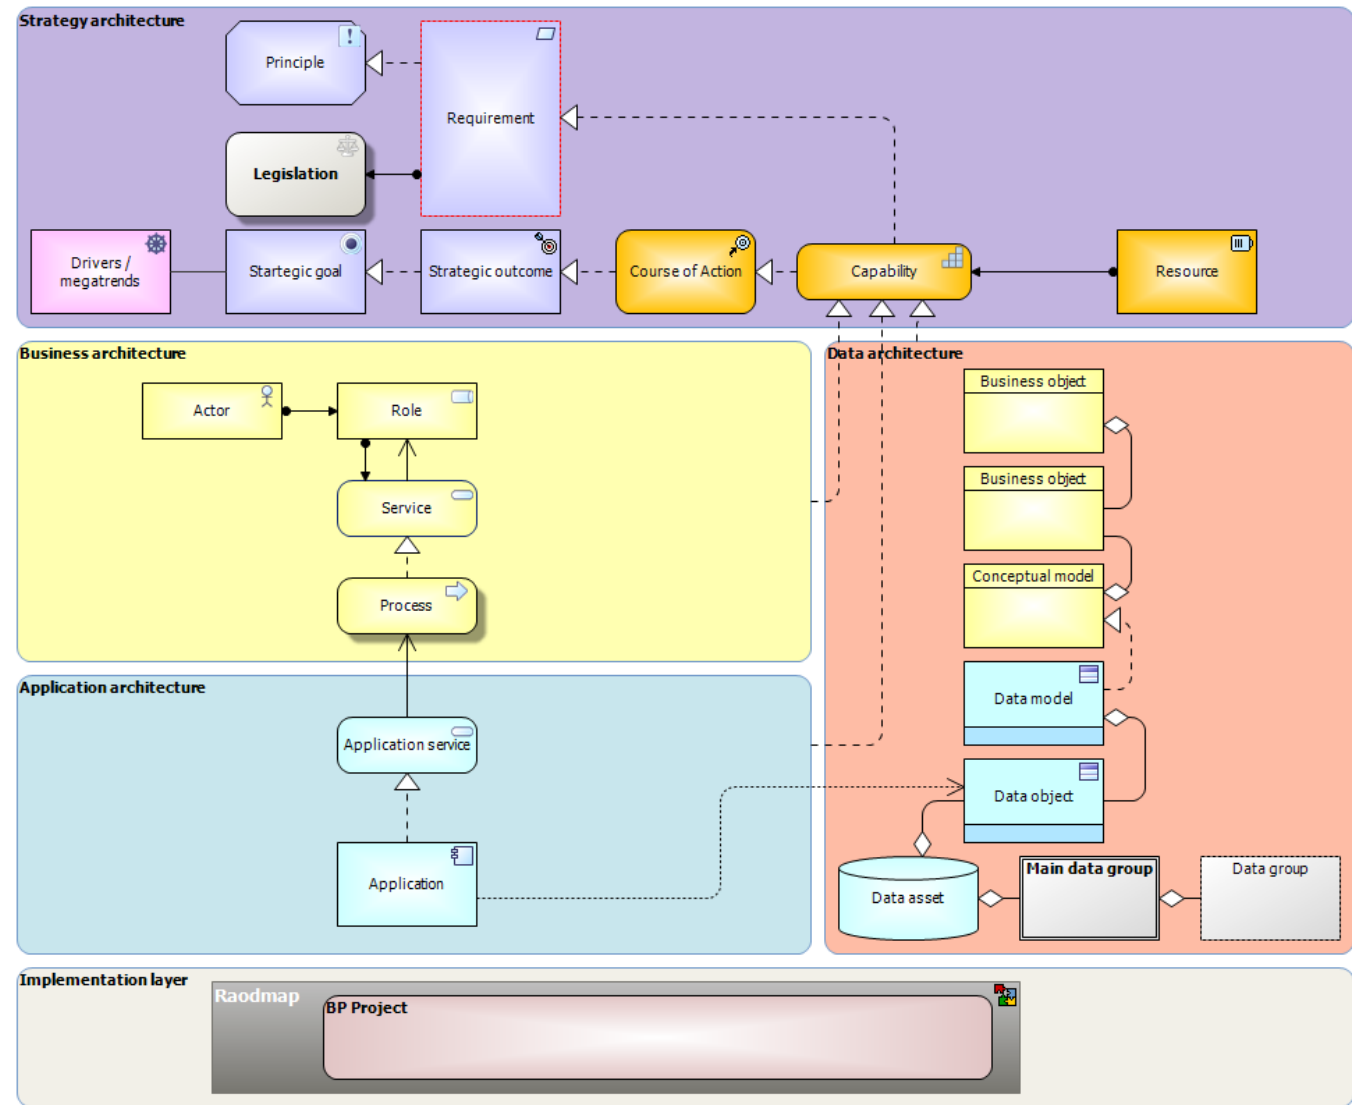 Strategy architecture
Principle
!
Requirement
Legislation
Drivers /
megatrends
Startegic goal
Strategic outcome
Course of Action
Capability
Resource
Business architecture
Actor
Role
Service
Process
Data architecture
Business object
Business object
Conceptual model
Data model
Data object
Data asset
Main data group
Data group
Application architecture
Application service
Application
Implementation layer
Raodmap
BP Project